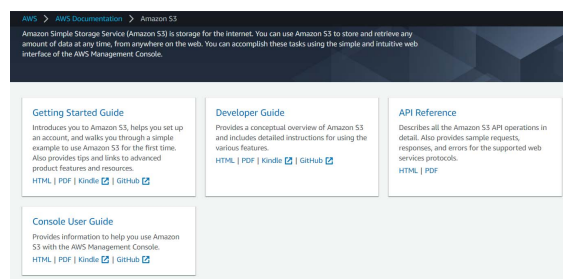 AWS > AWS Documentation > Amazon S3
Amazon Simple Storage Service (Amazon S3) is storage for the internet. You can use Amazon S3 to store and retrieve any
amount of data at any time, from anywhere on the web. You can accomplish these tasks using the simple and intuitive web
interface of the AWS Management Console.
Getting Started Guide
Introduces you to Amazon S3, helps you set up
an account, and walks you through a simple
example to use Amazon S3 for the first time.
Also provides tips and links to advanced
product features and resources.
HTML | PDF | Kindle | GitHub
Developer Guide
Provides a conceptual overview of Amazon S3
and includes detailed instructions for using the
various features.
HTML | PDF | Kindle | GitHub
API Reference
Describes all the Amazon S3 API operations in
detail. Also provides sample requests,
responses, and errors for the supported web
services protocols.
HTML | PDF
Console User Guide
Provides information to help you use Amazon
S3 with the AWS Management Console.
HTML | PDF | Kindle | GitHub